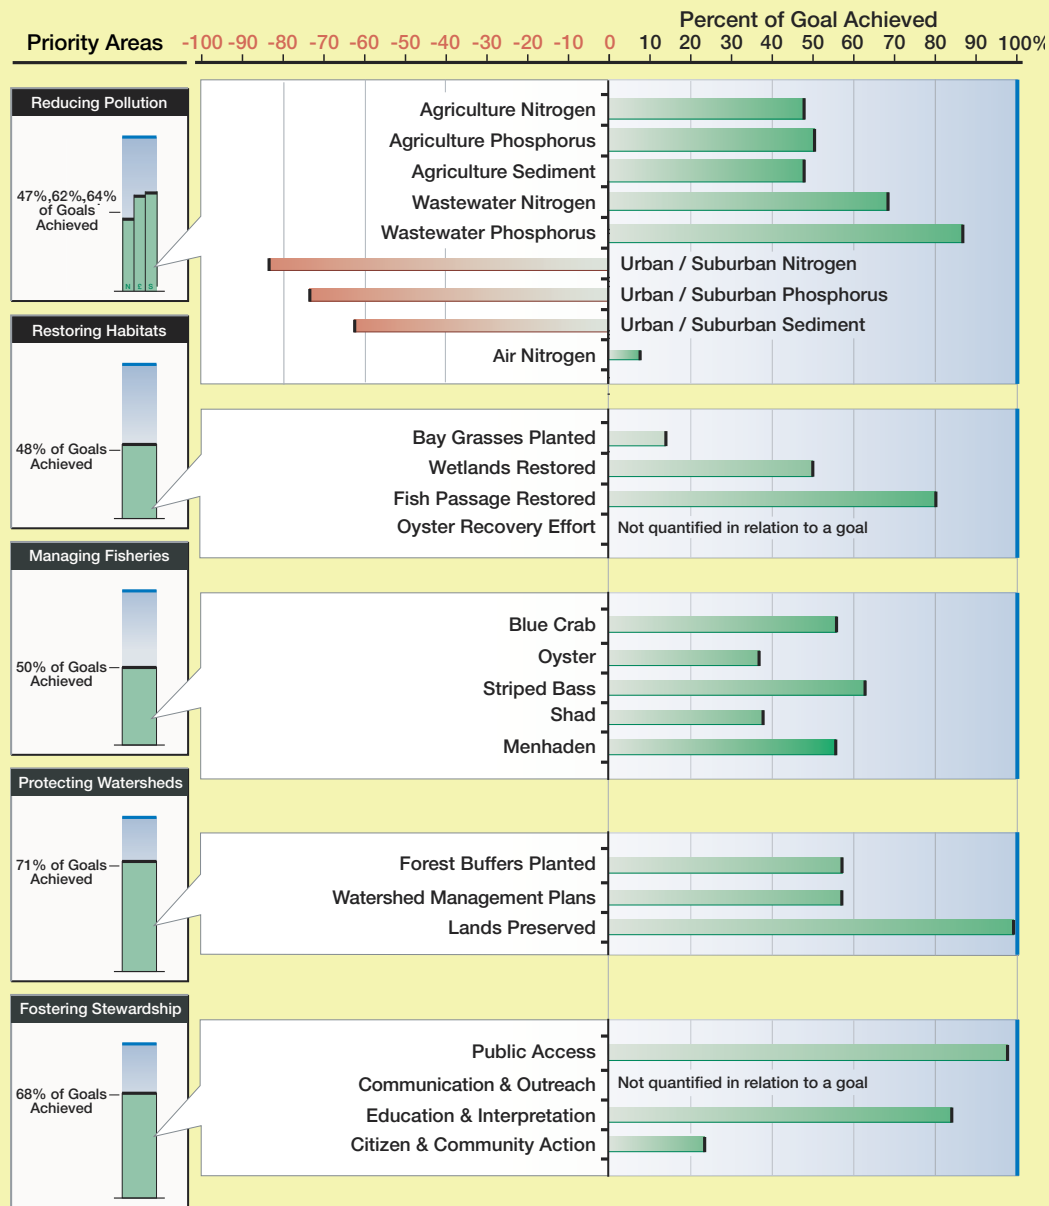 Percent of Goal Achieved
Priority Areas
-100 -90 -80 -70 -60 -50 -40 -30 -20 -10 0 10 20 30 40 50 60 70 80 90 100%
Reducing Pollution
47%,62%,64%
of Goals
Achieved
N E S
Agriculture Nitrogen
Agriculture Phosphorus
Agriculture Sediment
Wastewater Nitrogen
Wastewater Phosphorus
Urban / Suburban Nitrogen
Urban / Suburban Phosphorus
Urban / Suburban Sediment
Air Nitrogen
Restoring Habitats
48% of Goals
Achieved
Bay Grasses Planted
Wetlands Restored
Fish Passage Restored
Oyster Recovery Effort Not quantified in relation to a goal
Managing Fisheries
50% of Goals
Achieved
Blue Crab
Oyster
Striped Bass
Shad
Menhaden
Protecting Watersheds
71% of Goals
Achieved
Forest Buffers Planted
Watershed Management Plans
Lands Preserved
Fostering Stewardship
68% of Goals
Achieved
Public Access
Communication & Outreach Not quantified in relation to a goal
Education & Interpretation
Citizen & Community Action